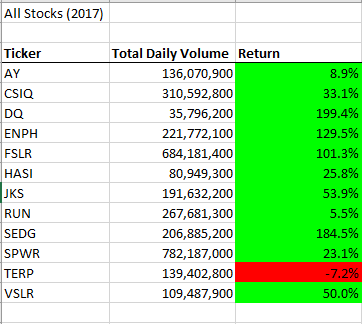 All Stocks (2017)
Ticker Total Daily Volume Return
AY 136,070,900 8.9%
CSIQ 310,592,800 33.1%
DQ 35,796,200 199.4%
ENPH 221,772,100 129.5%
FSLR 684,181,400 101.3%
HASI 80,949,300 25.8%
JKS 191,632,200 53.9%
RUN 267,681,300 5.5%
SEDG 206,885,200 184.5%
SPWR 782,187,000 23.1%
TERP 139,402,800 -7.2%
VSLR 109,487,900 50.0%